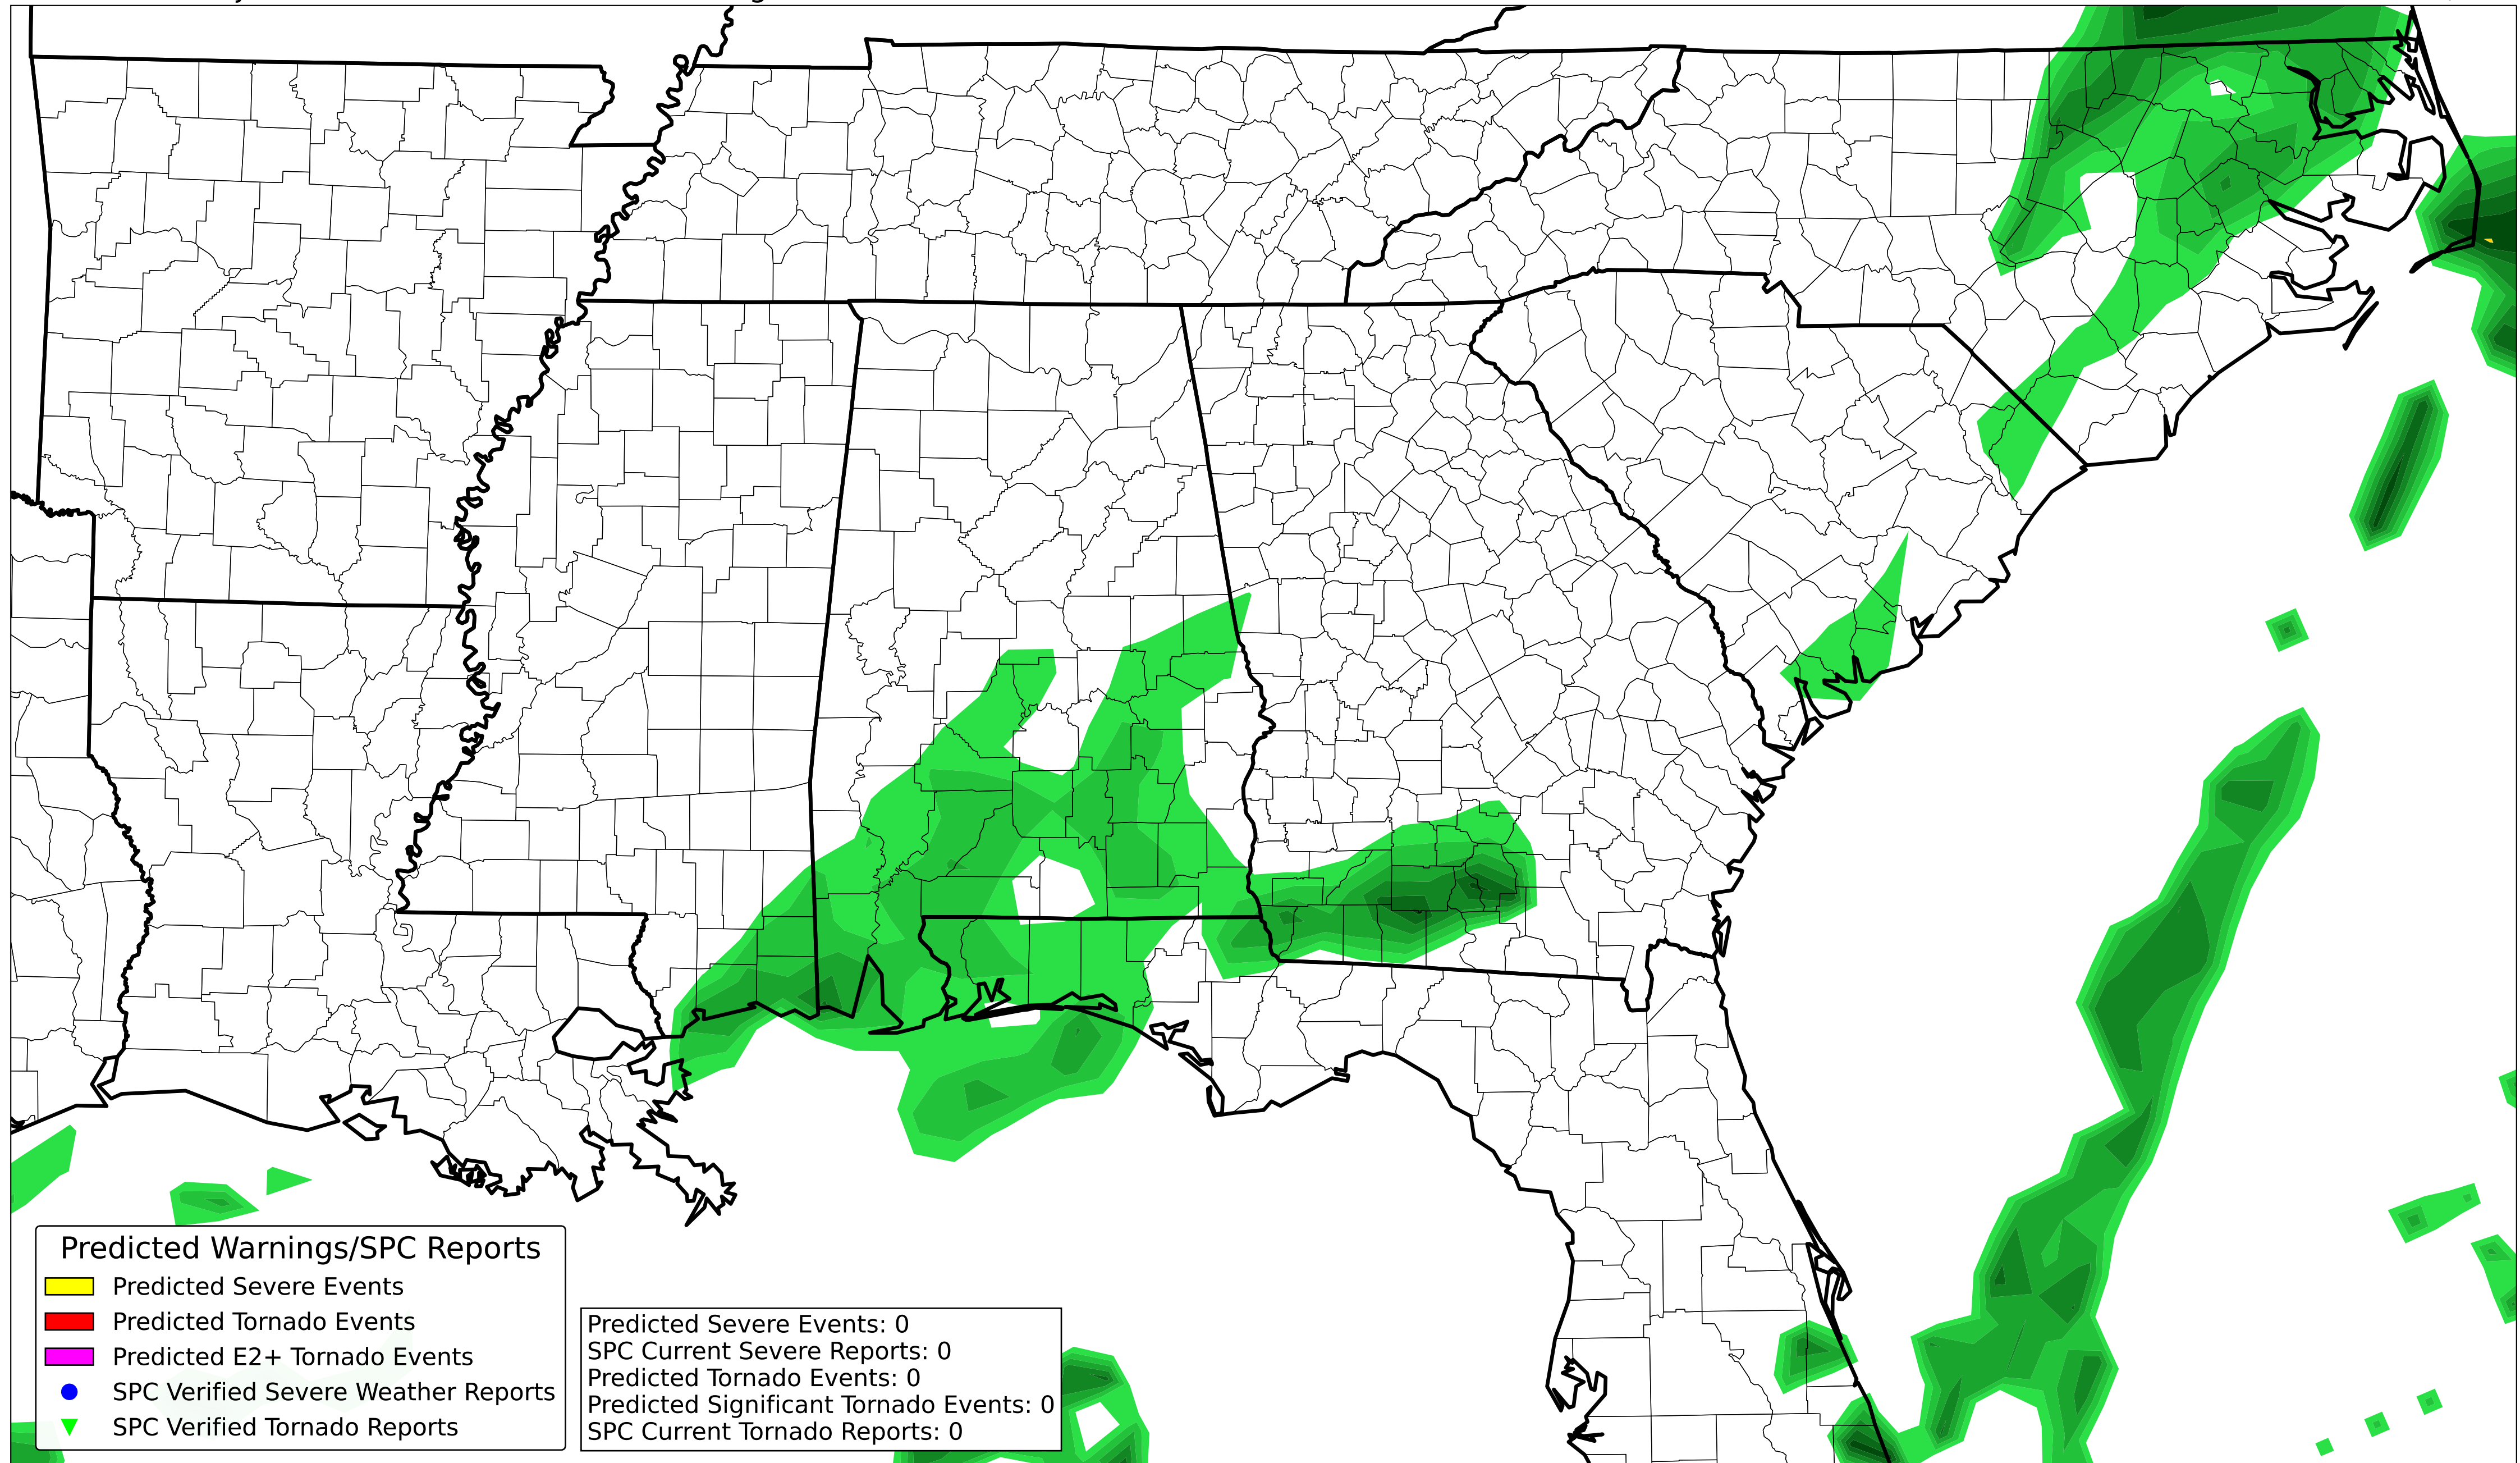 Predicted Warnings/SPC Reports
Predicted Severe Events
Predicted Tornado Events
Predicted E2+ Tornado Events
SPC Verified Severe Weather Reports
SPC Verified Tornado Reports
Predicted Severe Events: 0
SPC Current Severe Reports: 0
Predicted Tornado Events: 0
Predicted Significant Tornado Events: 0
SPC Current Tornado Reports: 0